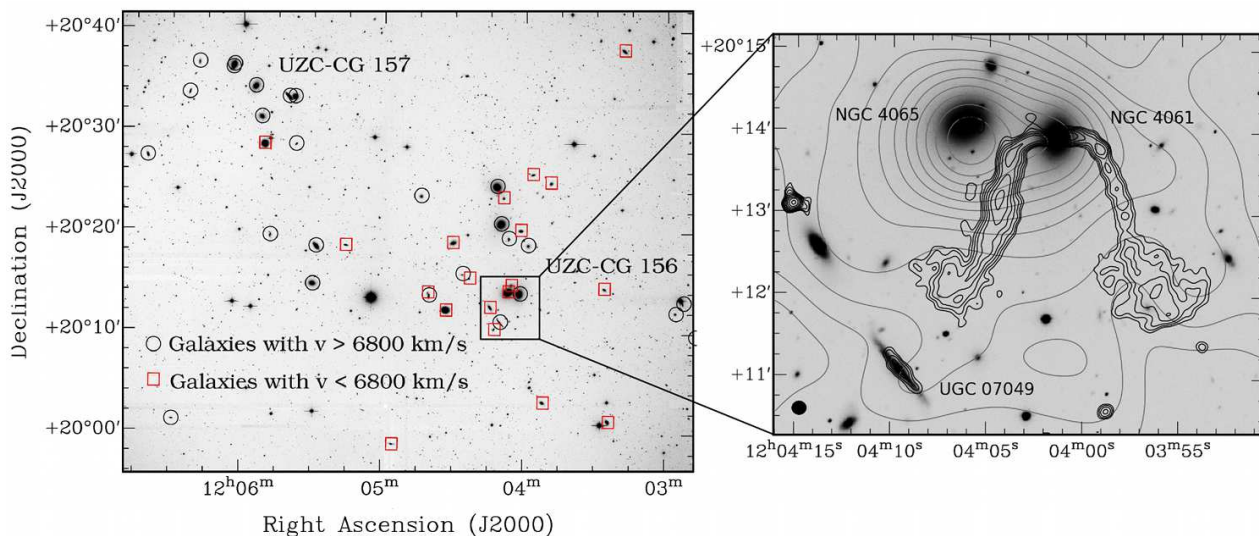 +20°40′
+20°30′
+20°20′
+20°10′
+20°00′
Declination (J2000)
UZC-CG 157
UZC-CG 156
Galaxies with v > 6800 km/s
Galaxies with v < 6800 km/s
12ʰ06ᵐ
05ᵐ
04ᵐ
03ᵐ
Right Ascension (J2000)
+20°15′
+14′
+13′
+12′
+11′
NGC 4065
NGC 4061
UGC 07049
12ʰ04ᵐ15ˢ
04ᵐ10ˢ
04ᵐ05ˢ
04ᵐ00ˢ
03ᵐ55ˢ